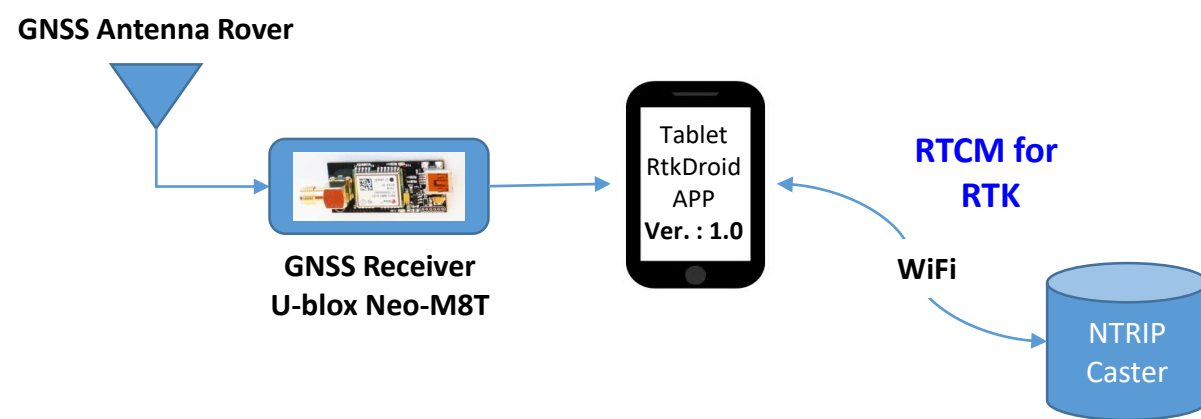 GNSS Antenna Rover
GNSS Receiver
U-blox Neo-M8T
Tablet
RtkDroid
APP
Ver. : 1.0
RTCM for
RTK
WiFi
NTRIP
Caster